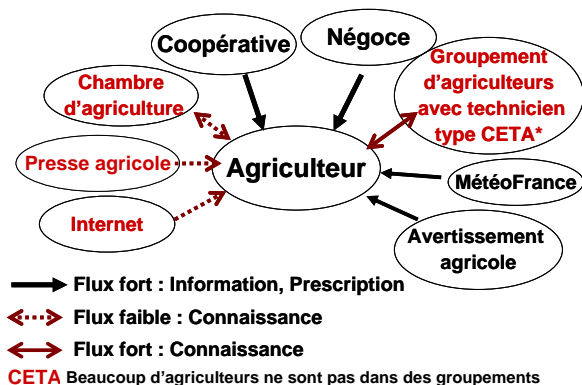 Coopérative
Négoce
Chambre
d'agriculture
Groupement
d'agriculteurs
avec technicien
type CETA*
Presse agricole
Agriculteur
MétéoFrance
Internet
Avertissement
agricole
Flux fort : Information, Prescription
Flux faible : Connaissance
Flux fort : Connaissance
CETA Beaucoup d'agriculteurs ne sont pas dans des groupements